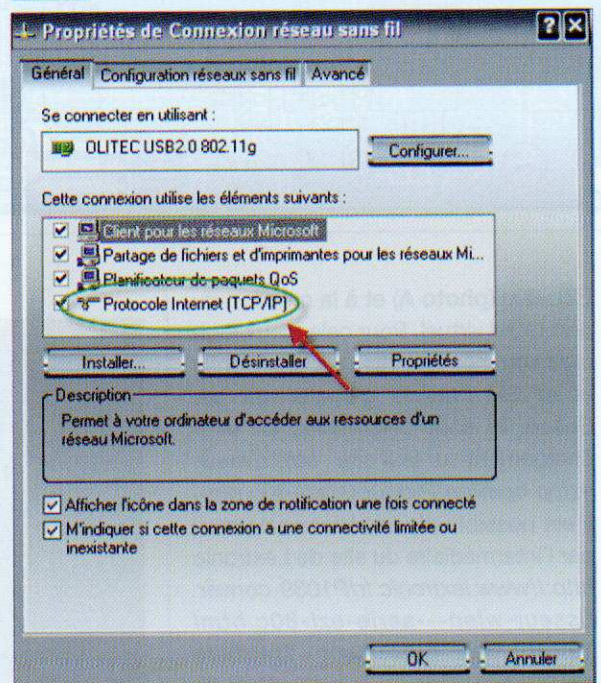 Propriétés de Connexion réseau sans fil
Général Configuration réseaux sans fil Avancé
Se connecter en utilisant :
OLITEC USB2.0 802.11g
Configurer...
Cette connexion utilise les éléments suivants :
Client pour les réseaux Microsoft
Partage de fichiers et d'imprimantes pour les réseaux Mi...
Planificateur de paquets QoS
Protocole Internet (TCP/IP)
Installer... Désinstaller Propriétés
Description
Permet à votre ordinateur d'accéder aux ressources d'un
réseau Microsoft.
Afficher l'icône dans la zone de notification une fois connecté
M'indiquer si cette connexion a une connectivité limitée ou
inexistante
OK Annuler